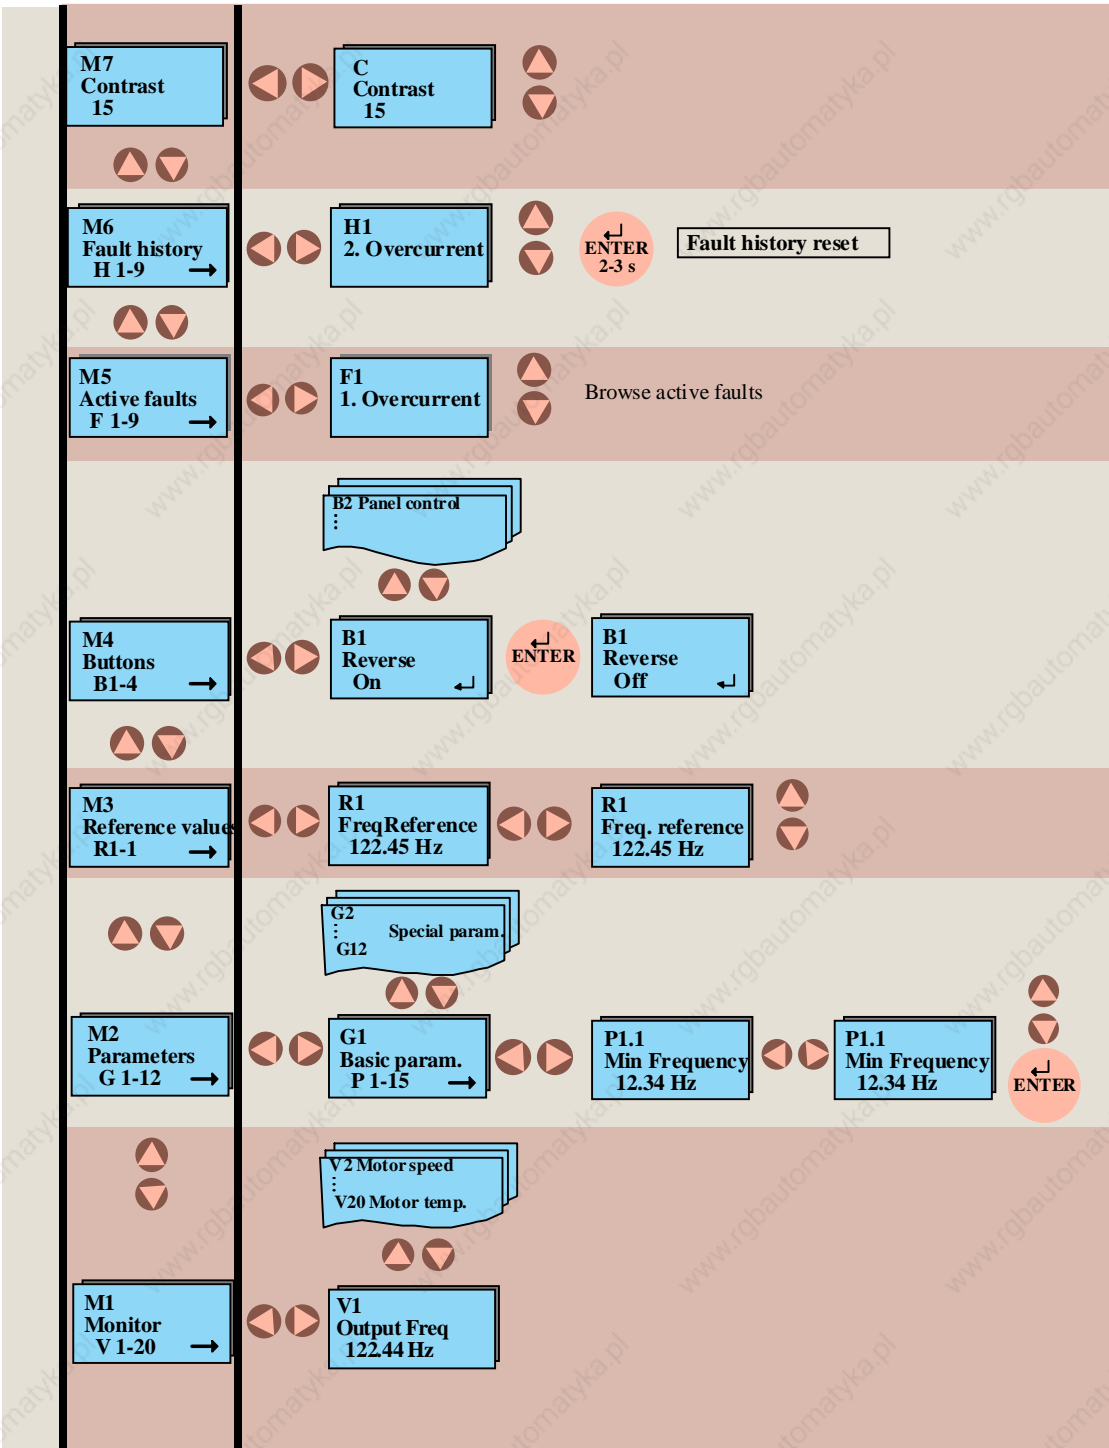 M7
Contrast
15
C
Contrast
15
M6
Fault history
H 1-9
H1
2. Overcurrent
ENTER
2-3 s
Fault history reset
M5
Active faults
F 1-9
F1
1. Overcurrent
Browse active faults
B2 Panel control
M4
Buttons
B1-4
B1
Reverse
On
ENTER
B1
Reverse
Off
M3
Reference values
R1-1
R1
FreqReference
122.45 Hz
R1
Freq. reference
122.45 Hz
G2
Special param.
G12
M2
Parameters
G 1-12
G1
Basic param.
P 1-15
P1.1
Min Frequency
12.34 Hz
P1.1
Min Frequency
12.34 Hz
ENTER
V2 Motor speed
V20 Motor temp.
M1
Monitor
V 1-20
V1
Output Freq
122.44 Hz
www.rgbautomatyka.pl